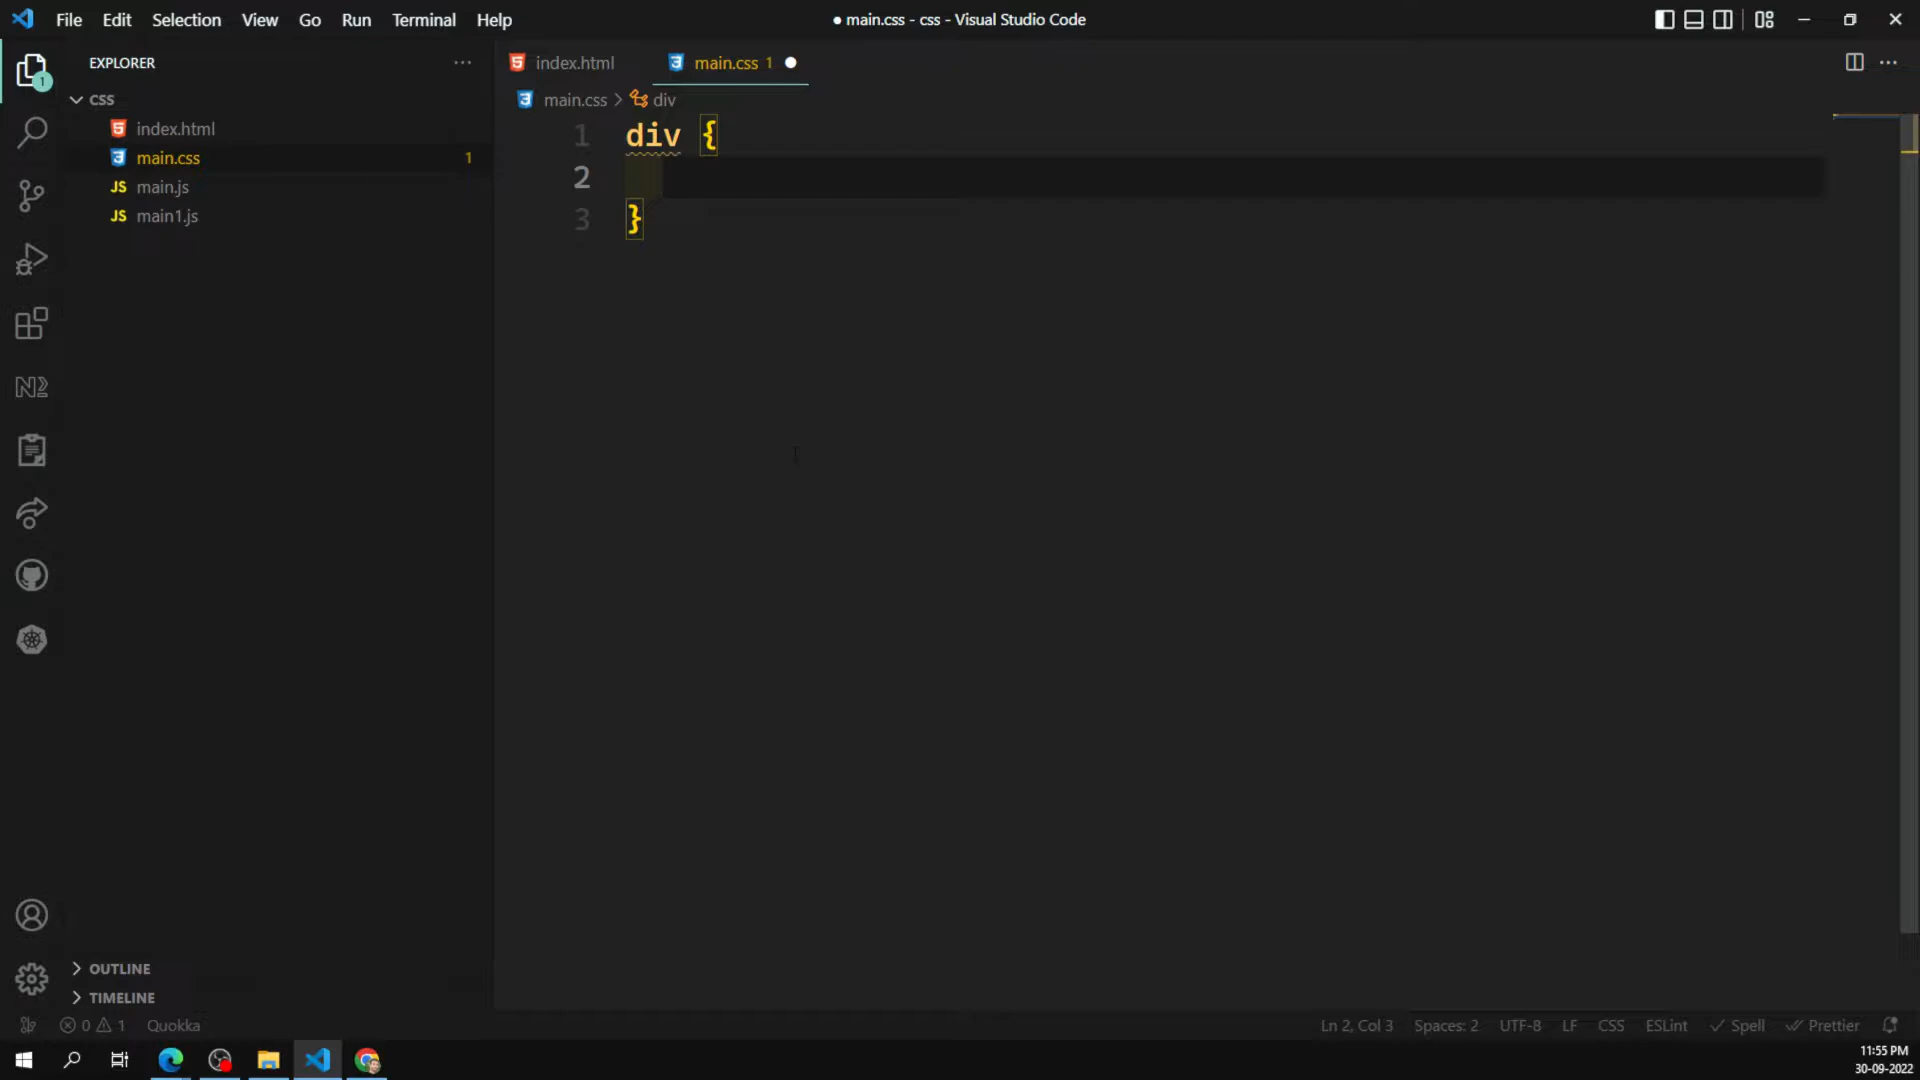 File Edit Selection View Go Run Terminal Help
● main.css - css - Visual Studio Code
EXPLORER
CSS
index.html
main.css 1
JS main.js
JS main1.js
OUTLINE
TIMELINE
index.html
main.css 1
main.css > div
1 div {
2
3 }
0 1 Quokka
Ln 2, Col 3 Spaces: 2 UTF-8 LF CSS ESLint Spell Prettier
11:55 PM
30-09-2022